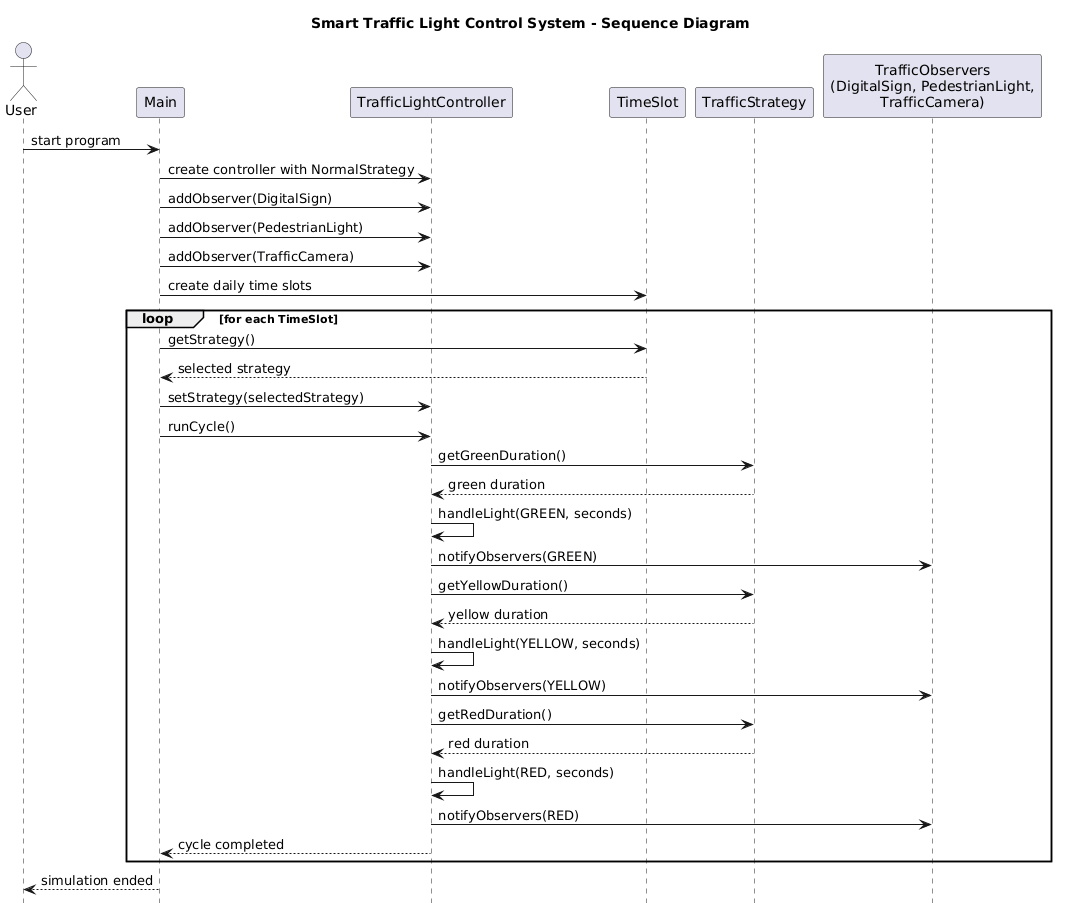 Smart Traffic Light Control System - Sequence Diagram
User
Main
TrafficLightController
TimeSlot
TrafficStrategy
TrafficObservers
(DigitalSign, PedestrianLight,
TrafficCamera)
start program
create controller with NormalStrategy
addObserver(DigitalSign)
addObserver(PedestrianLight)
addObserver(TrafficCamera)
create daily time slots
loop [for each TimeSlot]
getStrategy()
selected strategy
setStrategy(selectedStrategy)
runCycle()
getGreenDuration()
green duration
handleLight(GREEN, seconds)
notifyObservers(GREEN)
getYellowDuration()
yellow duration
handleLight(YELLOW, seconds)
notifyObservers(YELLOW)
getRedDuration()
red duration
handleLight(RED, seconds)
notifyObservers(RED)
cycle completed
simulation ended